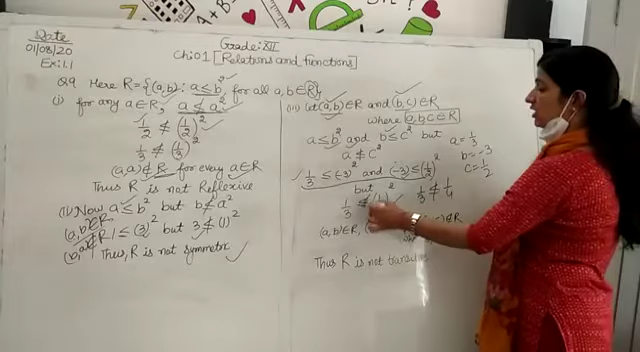 Date
01/08/20
Ex:1.1
Grade:XII
Ch:01 [Relations and functions]
Q9 Here R={(a,b): a≤b², for all a,b∈R}
(i) for any a∈R, a≰a²
1/2 ≰ (1/2)²
1/3 ≰ (1/3)²
(a,a)∉R for every a∈R
Thus R is not Reflexive
(ii) Now a≤b² but b≰a²
(a,b)∈R
1≤(3)² but 3≰(1)²
(b,a)∉R
Thus, R is not symmetric
(iii) Let (a,b)∈R and (b,c)∈R
where a,b,c∈R
a≤b² and b≤c² but
a≰c²
a=1/3
b=-3
c=1/2
1/3 ≤(-3)² and (-3)≤(1/2)²
but
1/3 ≰
1/3 ≰ 1/4
(a,b)∈R,
∉R
Thus R is not